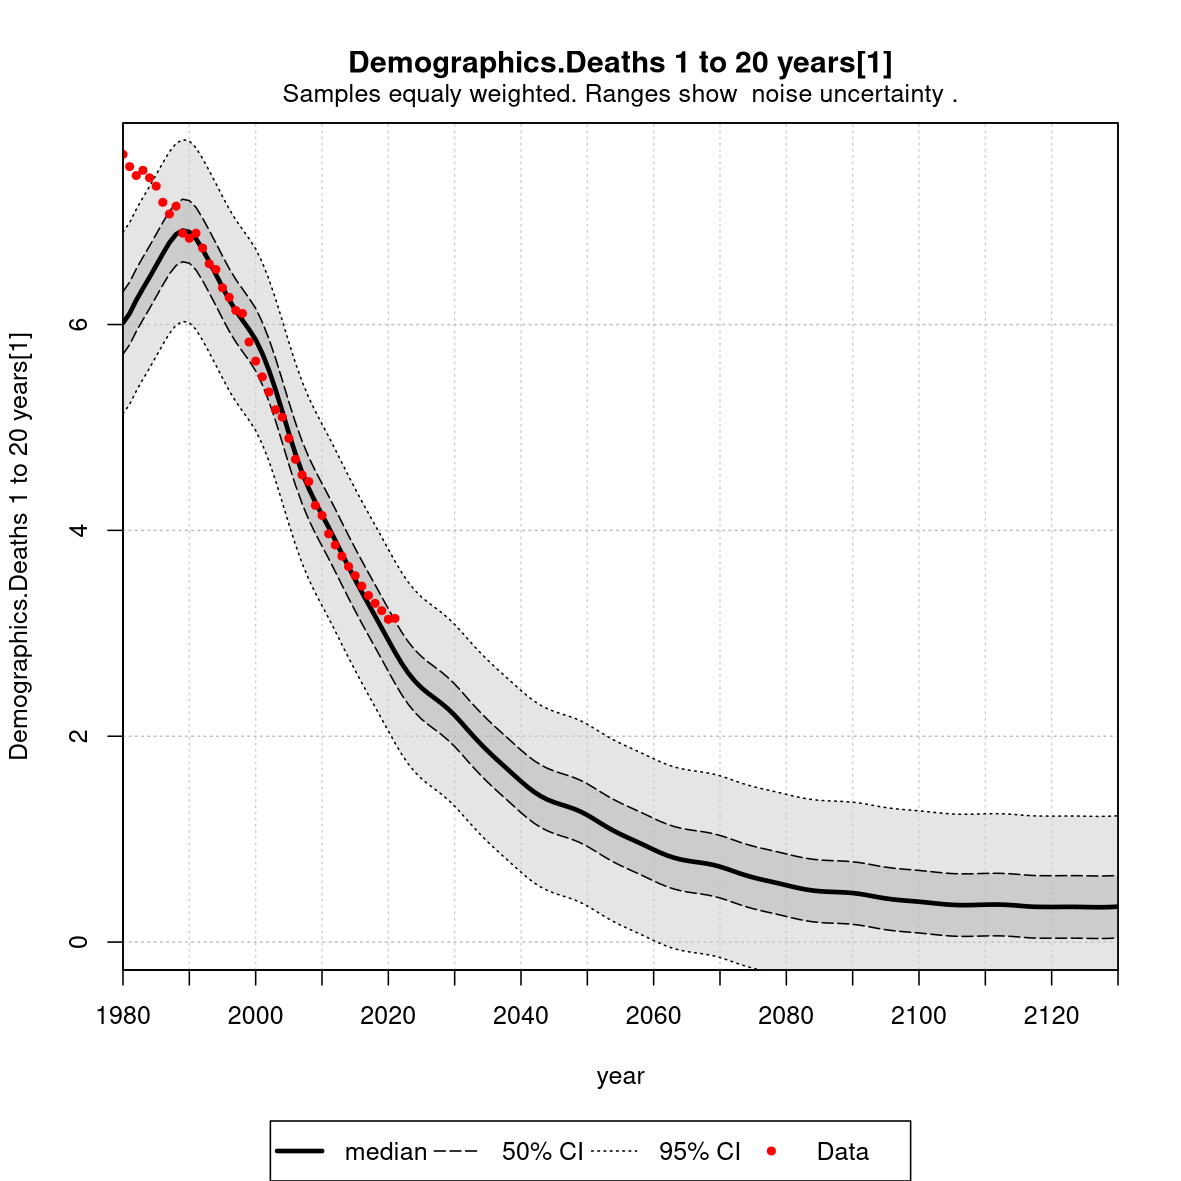 Demographics.Deaths 1 to 20 years[1]
Samples equaly weighted. Ranges show  noise uncertainty .
Demographics.Deaths 1 to 20 years[1]
6
4
2
0
1980 2000 2020 2040 2060 2080 2100 2120
year
median 50% CI 95% CI Data